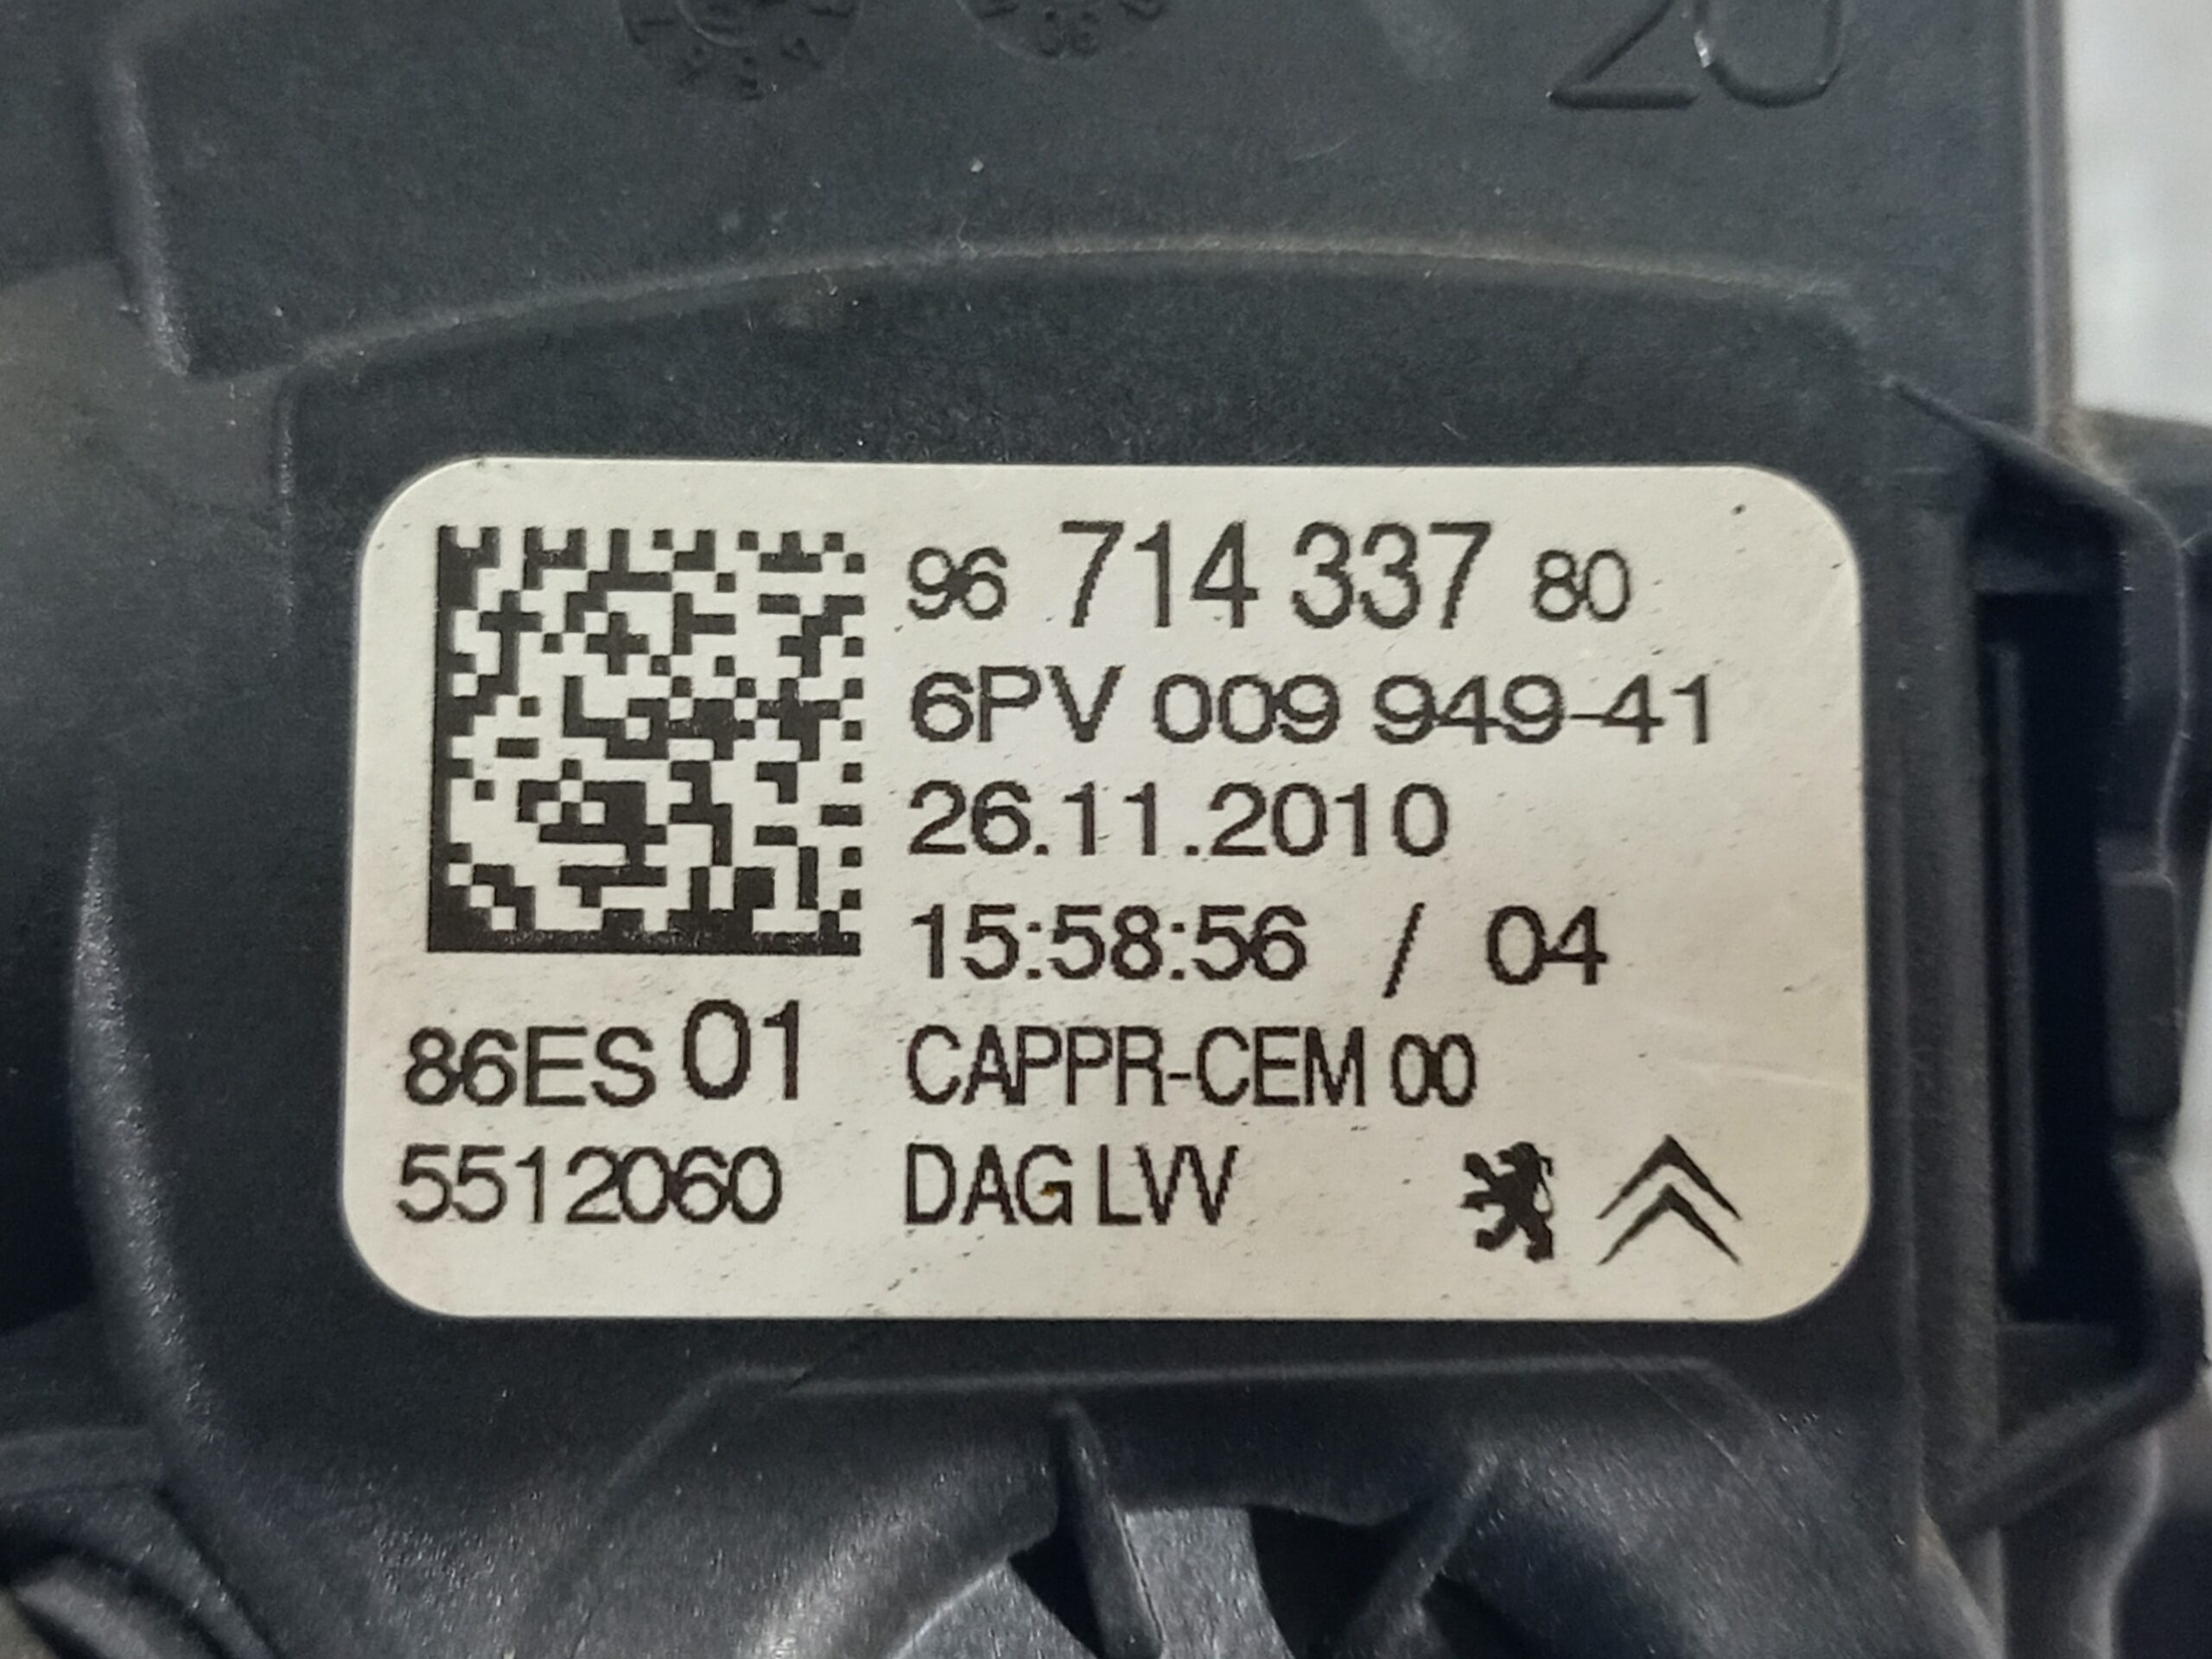 20
96 714 337 80
6PV 009 949-41
26.11.2010
15:58:56 / 04
86ES 01 CAPPR-CEM 00
5512060 DAG LVV